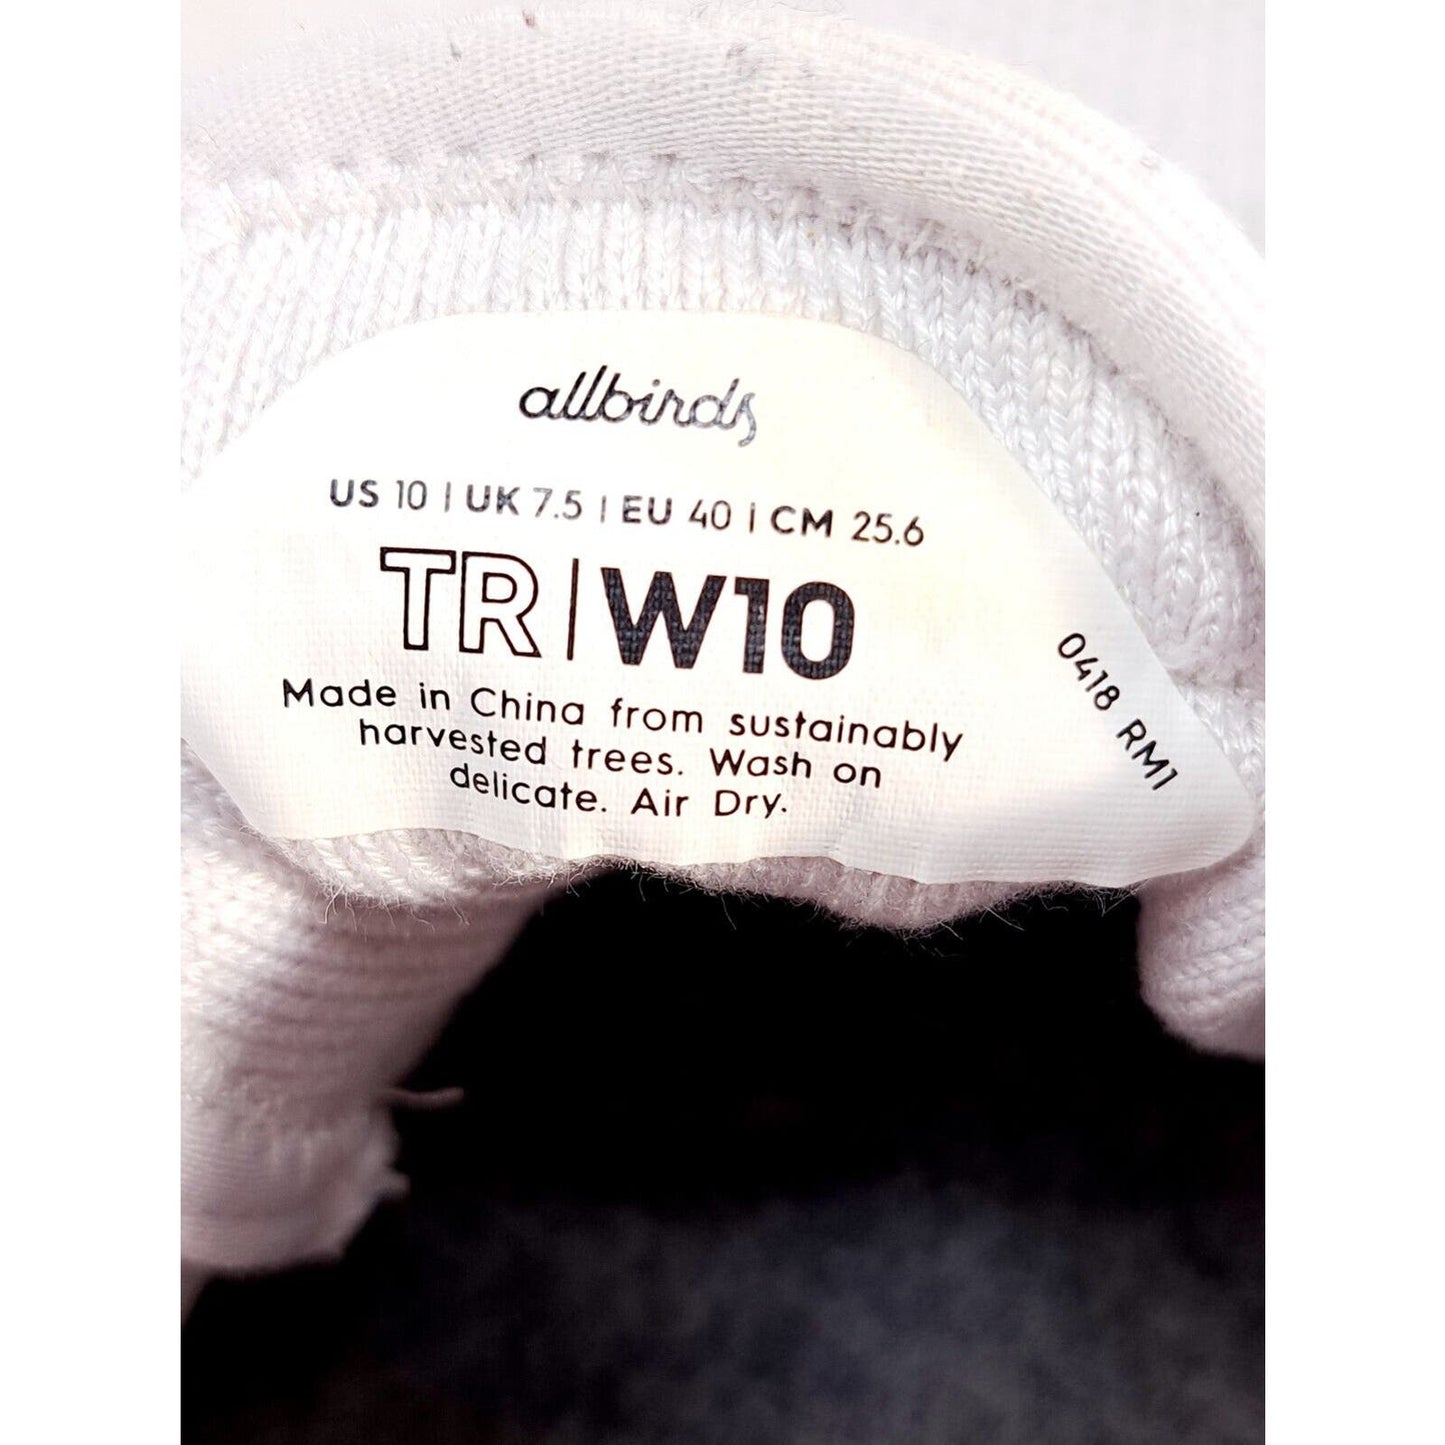 allbirds
US 10 | UK 7.5 | EU 40 | CM 25.6
TR | W10
Made in China from sustainably
harvested trees. Wash on
delicate. Air Dry.
0418 RM1